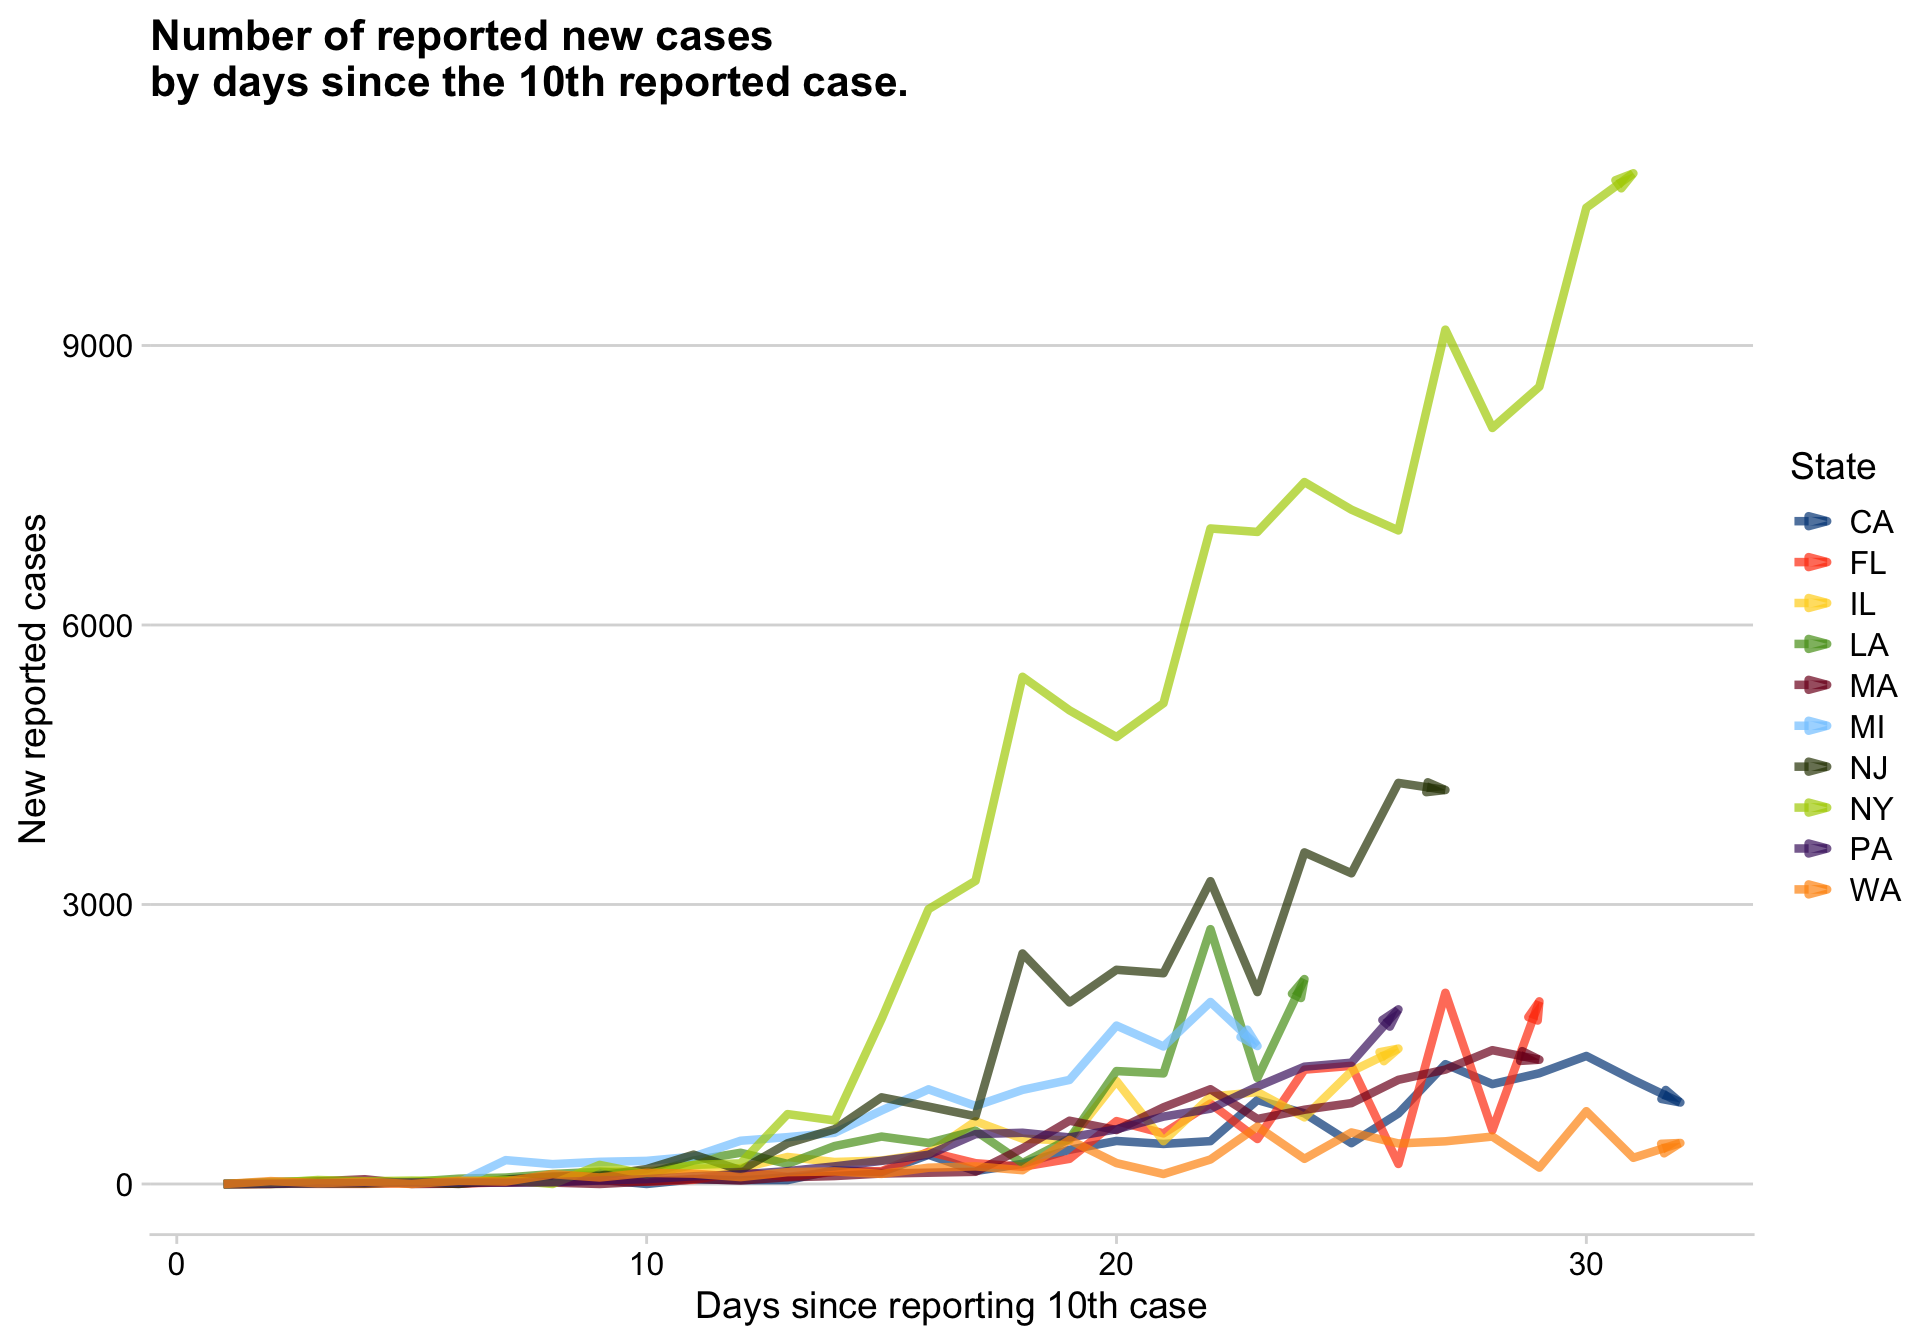 Number of reported new cases
by days since the 10th reported case.
New reported cases
9000
6000
3000
0
0 10 20 30
Days since reporting 10th case
State
CA
FL
IL
LA
MA
MI
NJ
NY
PA
WA